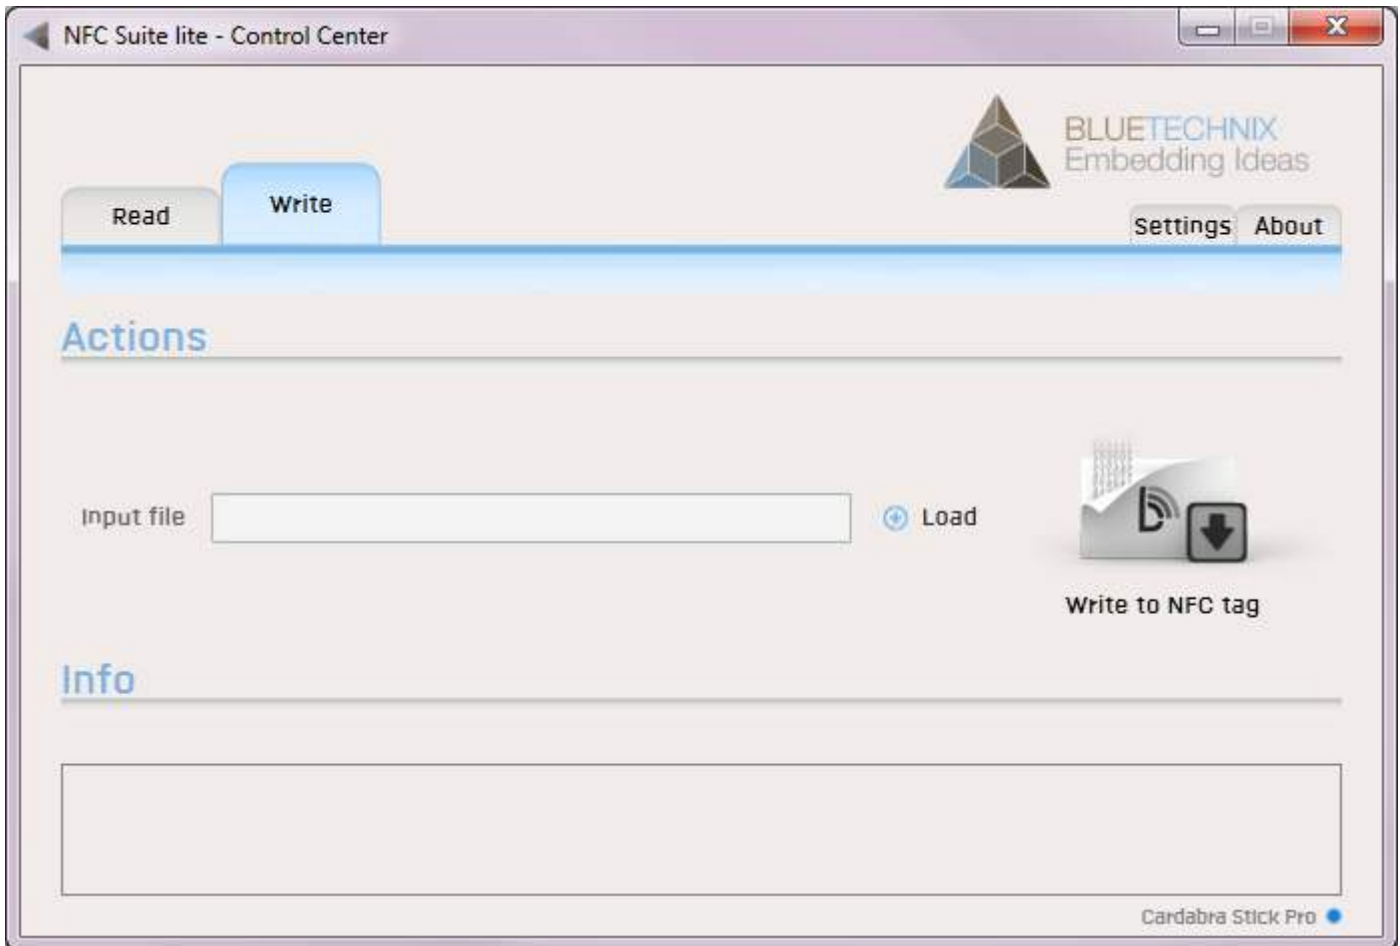 NFC Suite lite - Control Center
BLUETECHNIX
Embedding Ideas
Read
Write
Settings
About
Actions
Input file
Load
Write to NFC tag
Info
Cardabra Stick Pro